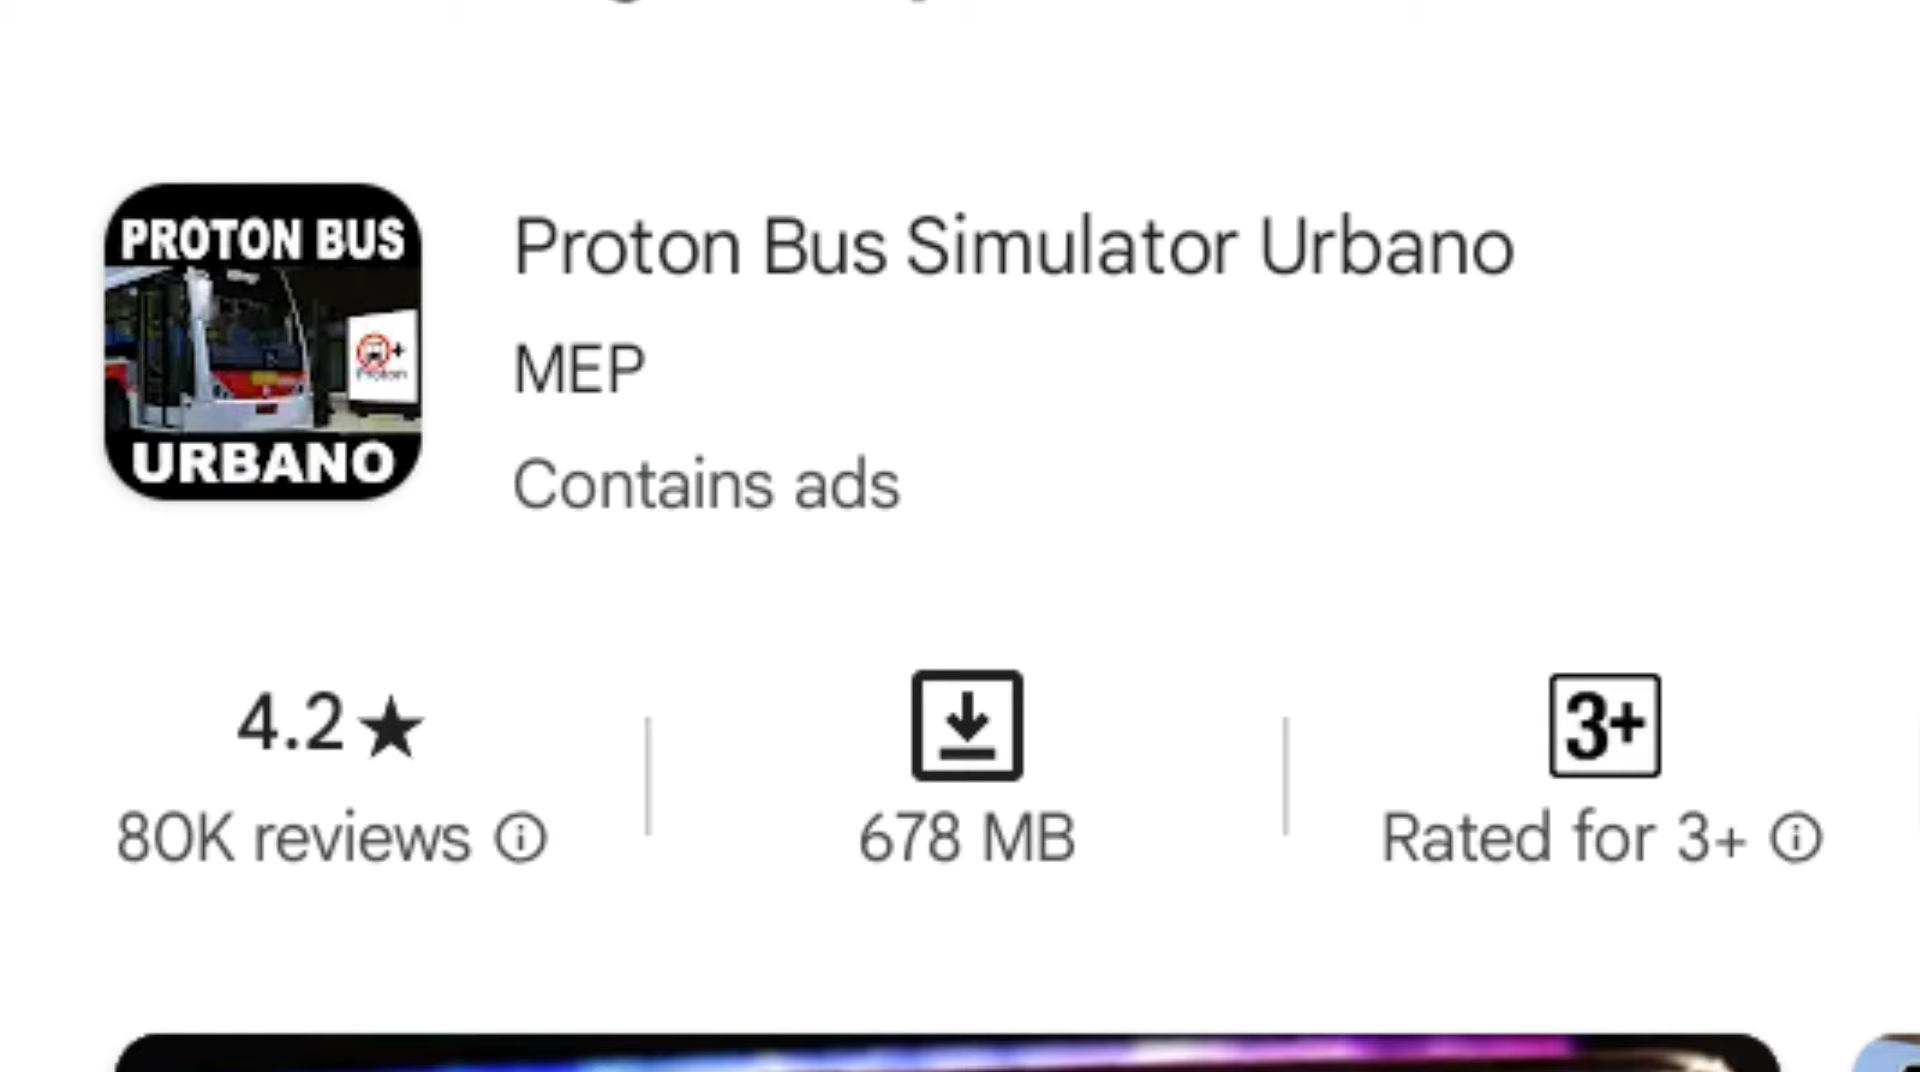 PROTON BUS
Proton
URBANO
Proton Bus Simulator Urbano
MEP
Contains ads
4.2★
80K reviews
678 MB
3+
Rated for 3+